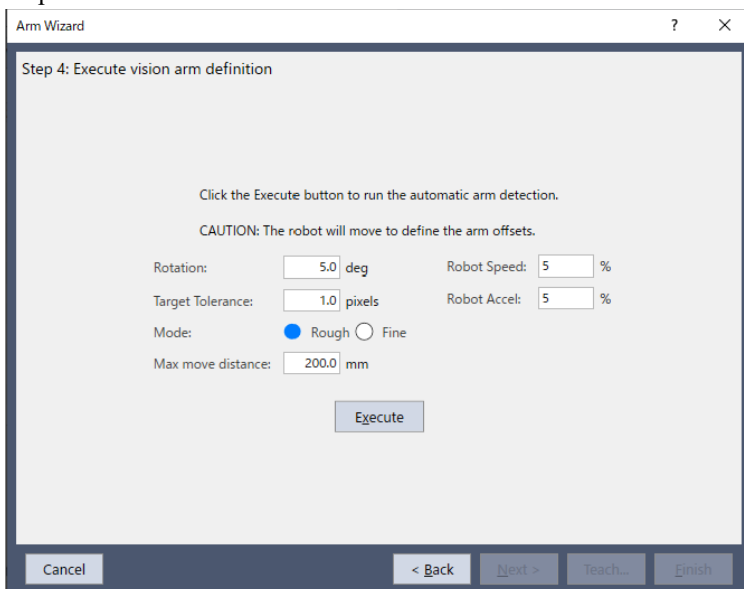 Arm Wizard ? ×
Step 4: Execute vision arm definition
Click the Execute button to run the automatic arm detection.
CAUTION: The robot will move to define the arm offsets.
Rotation: 5.0 deg Robot Speed: 5 %
Target Tolerance: 1.0 pixels Robot Accel: 5 %
Mode: Rough Fine
Max move distance: 200.0 mm
Execute
Cancel < Back Next > Teach... Finish